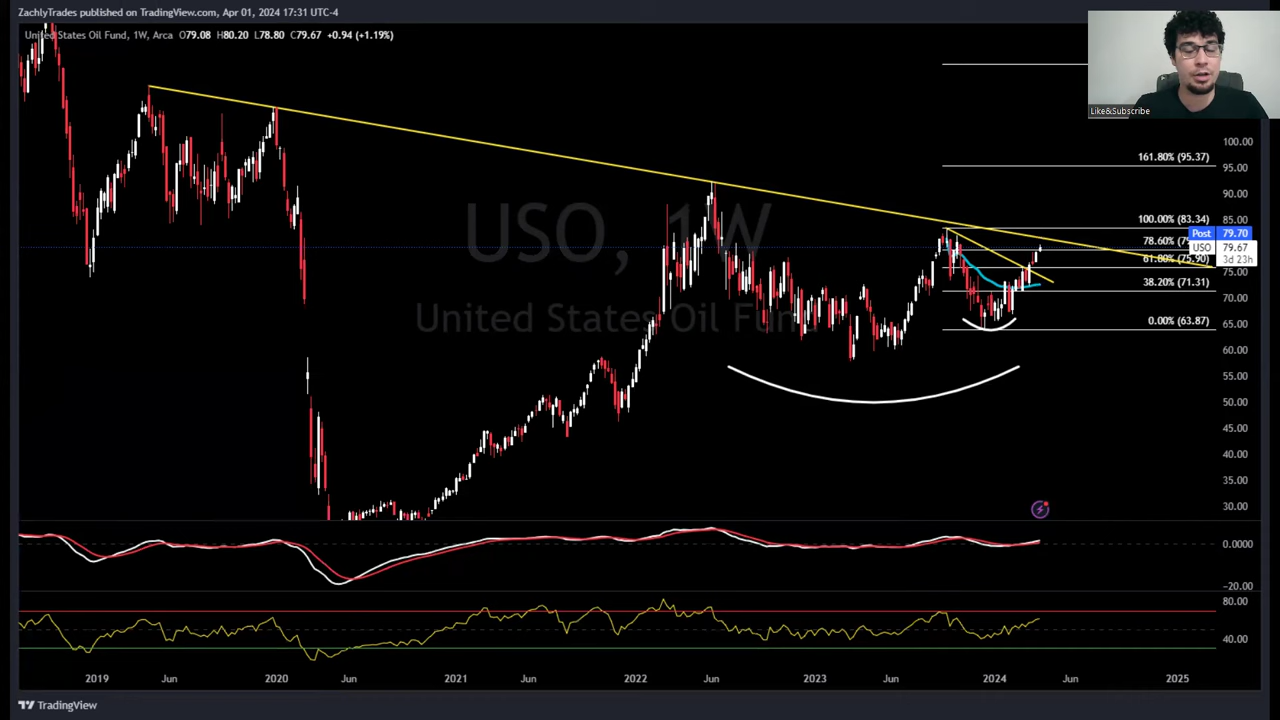 ZachlyTrades published on TradingView.com, Apr 01, 2024 17:31 UTC-4
United States Oil Fund, 1W, Arca O79.08 H80.20 L78.80 C79.67 +0.94 (+1.19%)
Like&Subscribe
USO, 1W
United States Oil Fund
100.00
161.80% (95.37)
95.00
90.00
100.00% (83.34)
85.00
Post 79.70
78.60%
USO 79.67
3d 23h
61.80% (75.90)
75.00
38.20% (71.31)
70.00
0.00% (63.87)
65.00
60.00
55.00
50.00
45.00
40.00
35.00
30.00
0.0000
−20.00
80.00
40.00
2019 Jun 2020 Jun 2021 Jun 2022 Jun 2023 Jun 2024 Jun 2025
TradingView